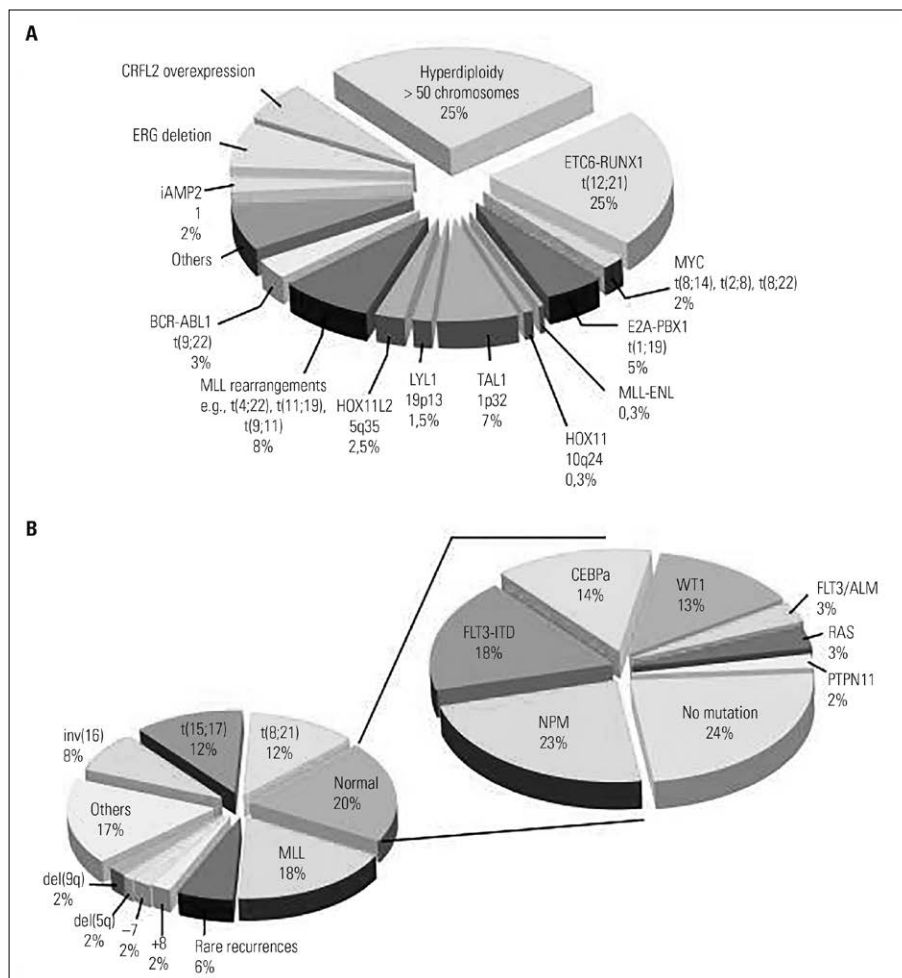 A
CRFL2 overexpression
Hyperdiploidy
> 50 chromosomes
25%
ERG deletion
ETC6-RUNX1
t(12;21)
25%
iAMP2
1
2%
Others
MYC
t(8;14), t(2;8), t(8;22)
2%
BCR-ABL1
t(9;22)
3%
E2A-PBX1
t(1;19)
5%
MLL rearrangements
e.g., t(4;22), t(11;19),
t(9;11)
8%
HOX11L2
5q35
2,5%
LYL1
19p13
1,5%
TAL1
1p32
7%
MLL-ENL
0,3%
HOX11
10q24
0,3%
B
CEBPa
14%
WT1
13%
FLT3/ALM
3%
FLT3-ITD
18%
RAS
3%
PTPN11
2%
NPM
23%
No mutation
24%
inv(16)
8%
t(15;17)
12%
t(8;21)
12%
Normal
20%
Others
17%
MLL
18%
del(9q)
2%
del(5q)
2%
–7
2%
+8
2%
Rare recurrences
6%